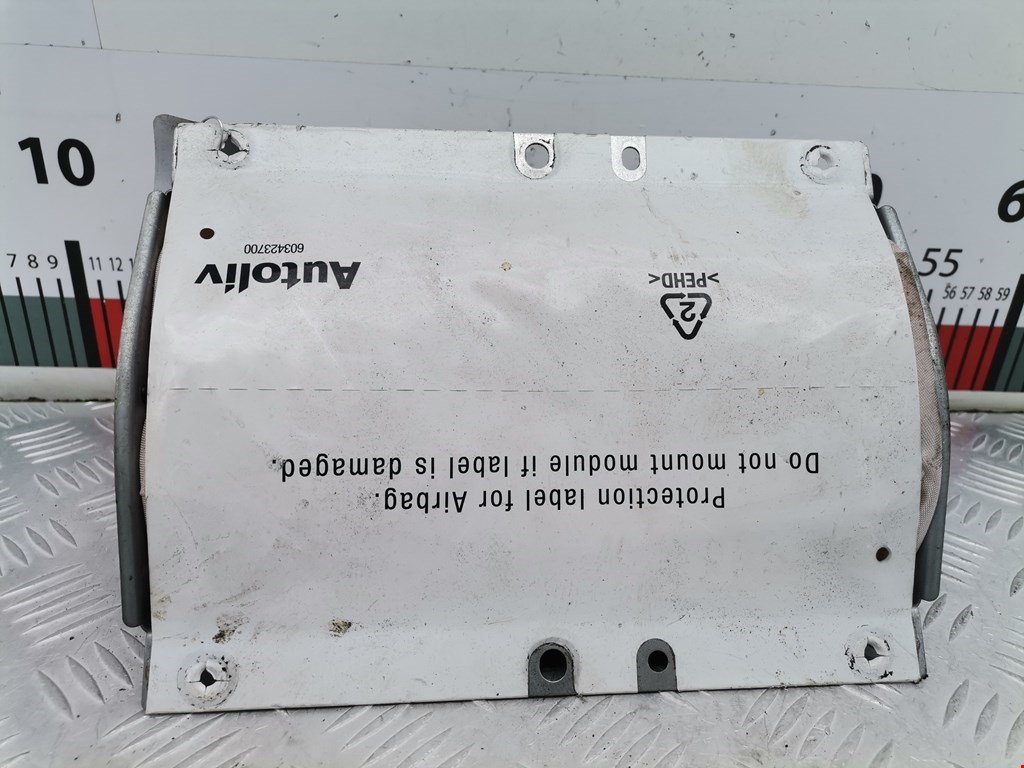 Protection label for Airbag.
Do not mount module if label is damaged.
2
>PEHD<
Autoliv
603423700
10
7 8 9 11 12
55
56 57 58 59
6